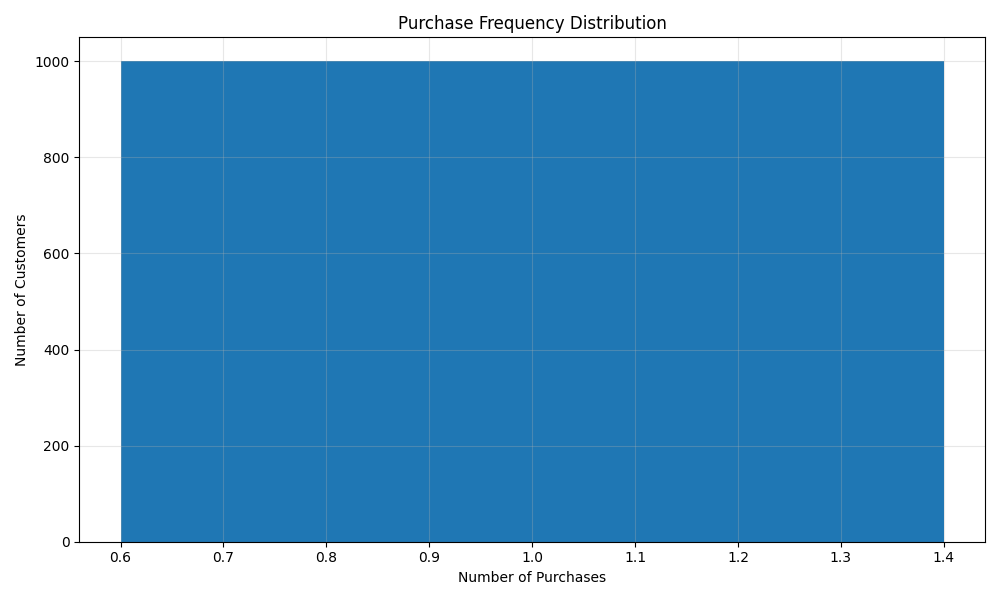 Purchase Frequency Distribution
Number of Customers
1000
800
600
400
200
0
0.6 0.7 0.8 0.9 1.0 1.1 1.2 1.3 1.4
Number of Purchases